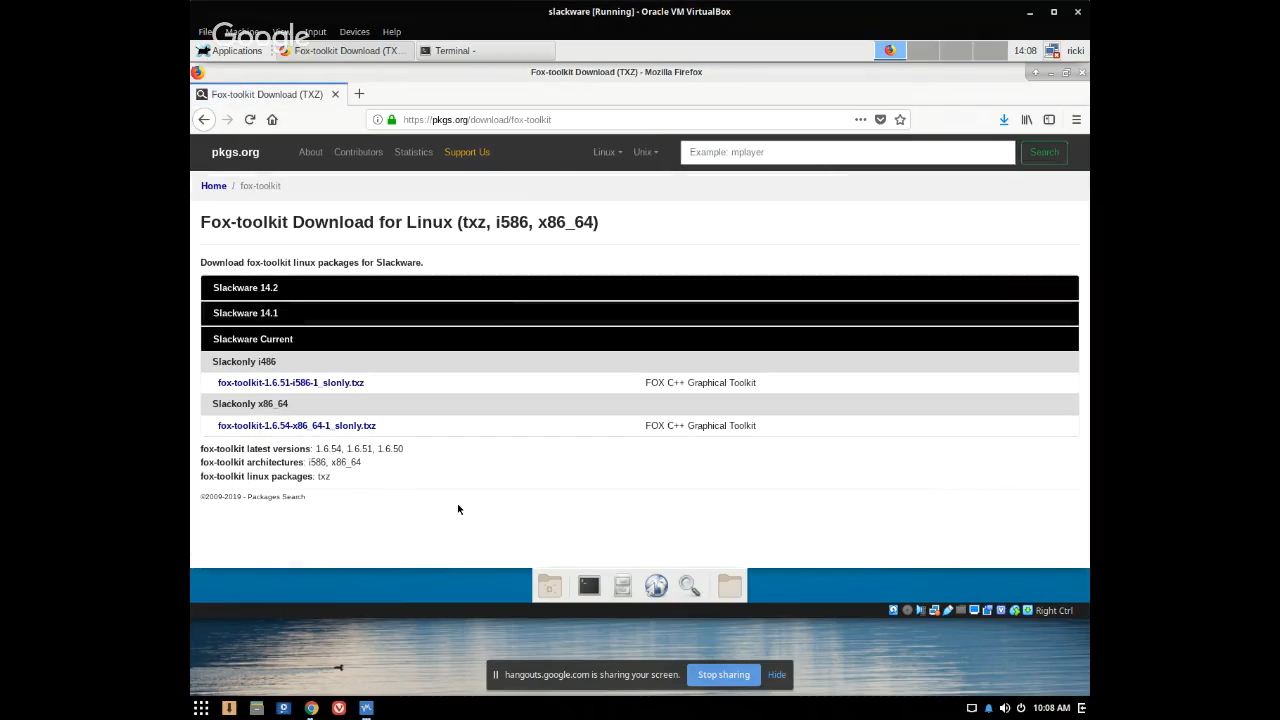 slackware [Running] - Oracle VM VirtualBox
File Machine View Input Devices Help
Google
Applications Fox-toolkit Download (TX... Terminal - 14:08 ricki
Fox-toolkit Download (TXZ) - Mozilla Firefox
Fox-toolkit Download (TXZ)
https://pkgs.org/download/fox-toolkit
pkgs.org About Contributors Statistics Support Us Linux Unix Example: mplayer Search
Home / fox-toolkit
Fox-toolkit Download for Linux (txz, i586, x86_64)
Download fox-toolkit linux packages for Slackware.
Slackware 14.2
Slackware 14.1
Slackware Current
Slackonly i486
fox-toolkit-1.6.51-i586-1_slonly.txz FOX C++ Graphical Toolkit
Slackonly x86_64
fox-toolkit-1.6.54-x86_64-1_slonly.txz FOX C++ Graphical Toolkit
fox-toolkit latest versions: 1.6.54, 1.6.51, 1.6.50
fox-toolkit architectures: i586, x86_64
fox-toolkit linux packages: txz
©2009-2019 - Packages Search
Right Ctrl
hangouts.google.com is sharing your screen. Stop sharing Hide
10:08 AM